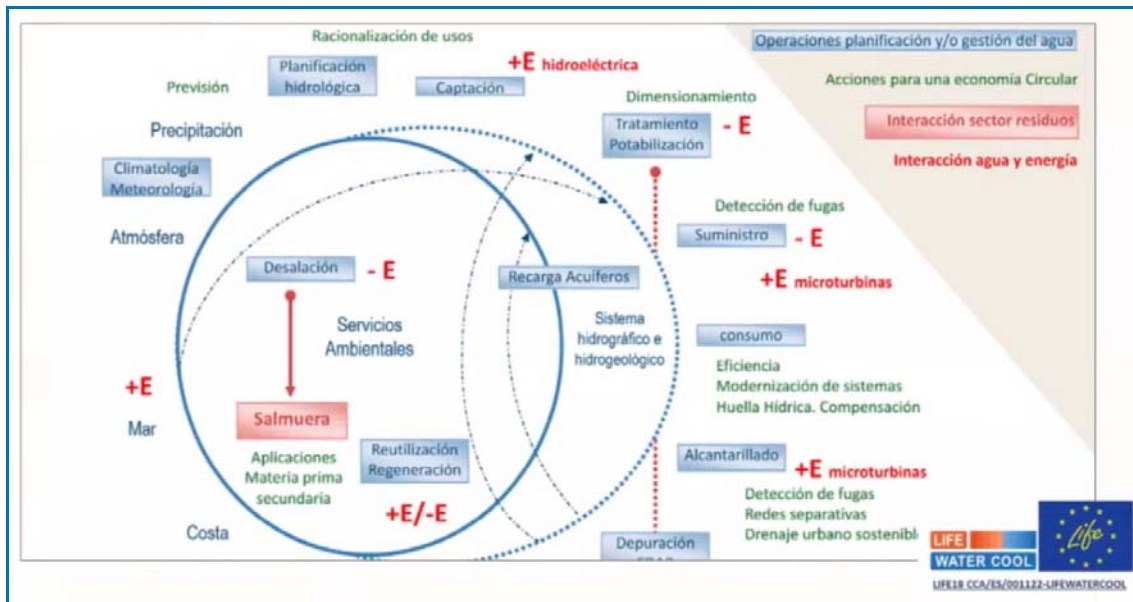 Racionalización de usos
Operaciones planificación y/o gestión del agua
Planificación
hidrológica
+E hidroeléctrica
Captación
Previsión
Acciones para una economía Circular
Dimensionamiento
Precipitación
Tratamiento
Potabilización
- E
Interacción sector residuos
Interacción agua y energía
Climatología
Meteorología
Detección de fugas
Atmósfera
Suministro
- E
Desalación
- E
Recarga Acuíferos
+E microturbinas
Servicios
Ambientales
Sistema
hidrográfico e
hidrogeológico
consumo
Eficiencia
Modernización de sistemas
Huella Hídrica. Compensación
+E
Mar
Salmuera
Aplicaciones
Materia prima
secundaria
Reutilización
Regeneración
+E/-E
Alcantarillado
+E microturbinas
Detección de fugas
Redes separativas
Drenaje urbano sostenible
Costa
Depuración
LIFE
WATER COOL
Life
LIFE18 CCA/ES/001122-LIFEWATERCOOL